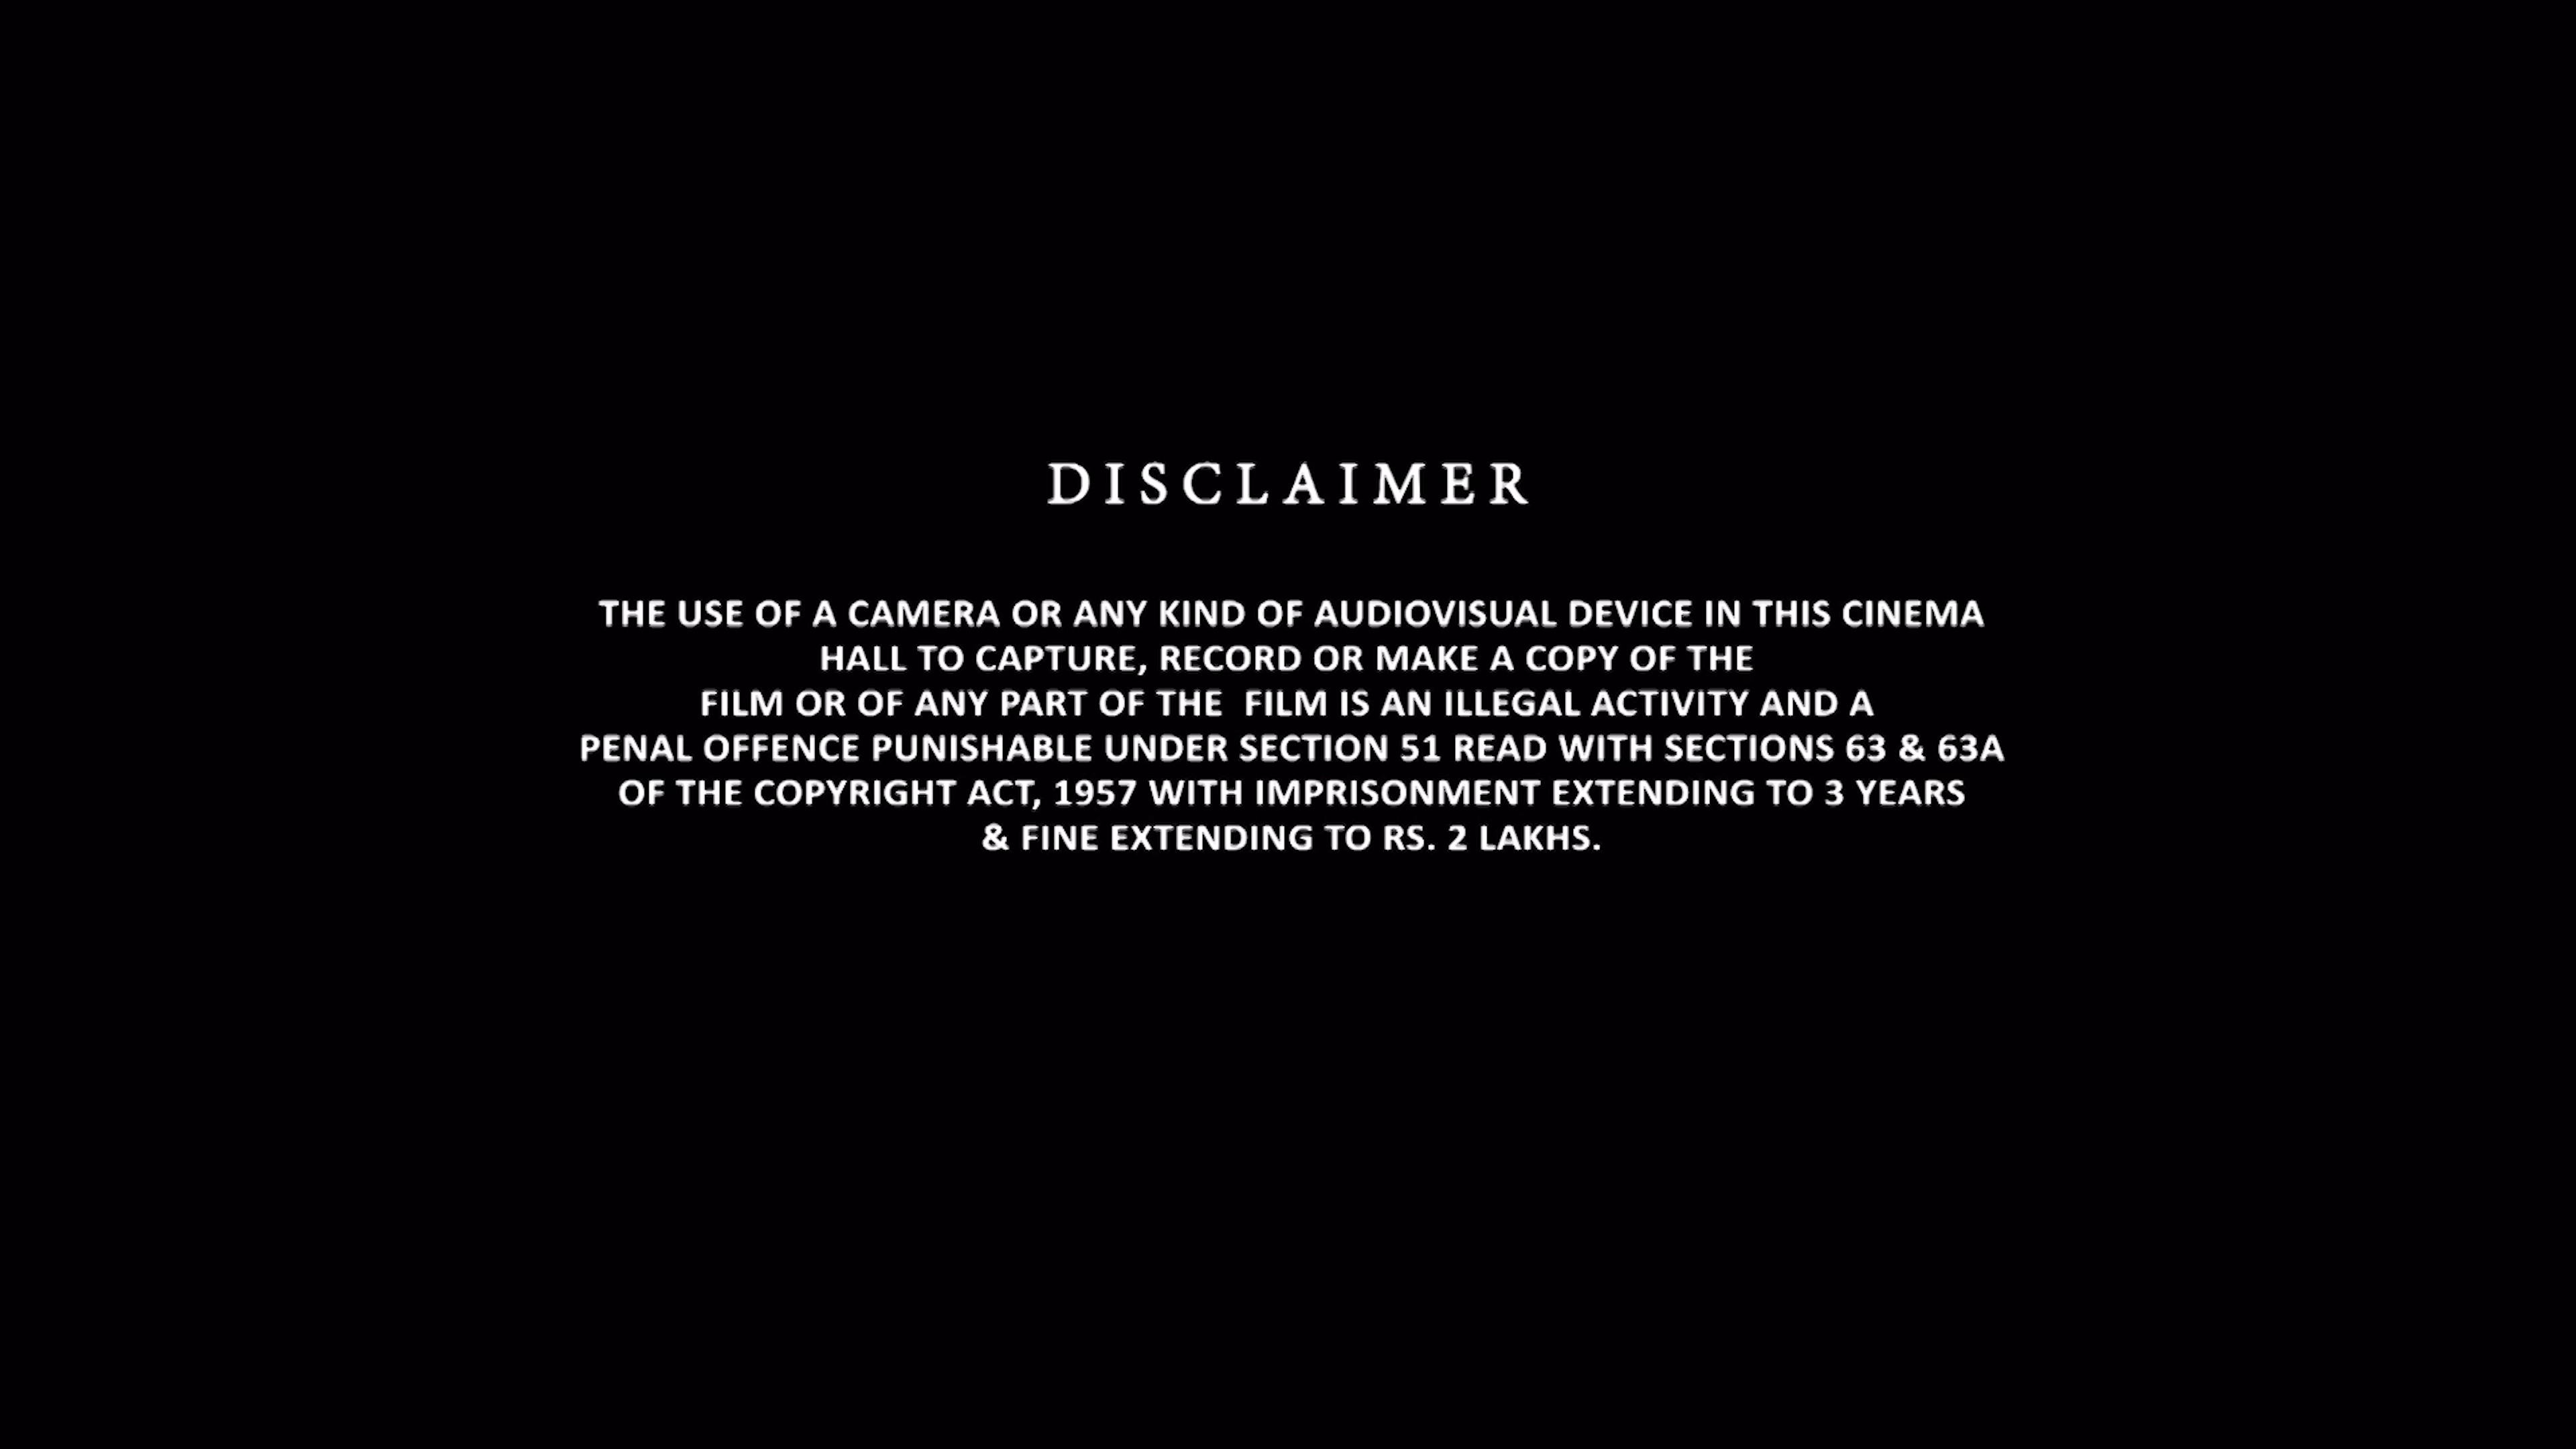 DISCLAIMER
THE USE OF A CAMERA OR ANY KIND OF AUDIOVISUAL DEVICE IN THIS CINEMA
HALL TO CAPTURE, RECORD OR MAKE A COPY OF THE
FILM OR OF ANY PART OF THE FILM IS AN ILLEGAL ACTIVITY AND A
PENAL OFFENCE PUNISHABLE UNDER SECTION 51 READ WITH SECTIONS 63 & 63A
OF THE COPYRIGHT ACT, 1957 WITH IMPRISONMENT EXTENDING TO 3 YEARS
& FINE EXTENDING TO RS. 2 LAKHS.